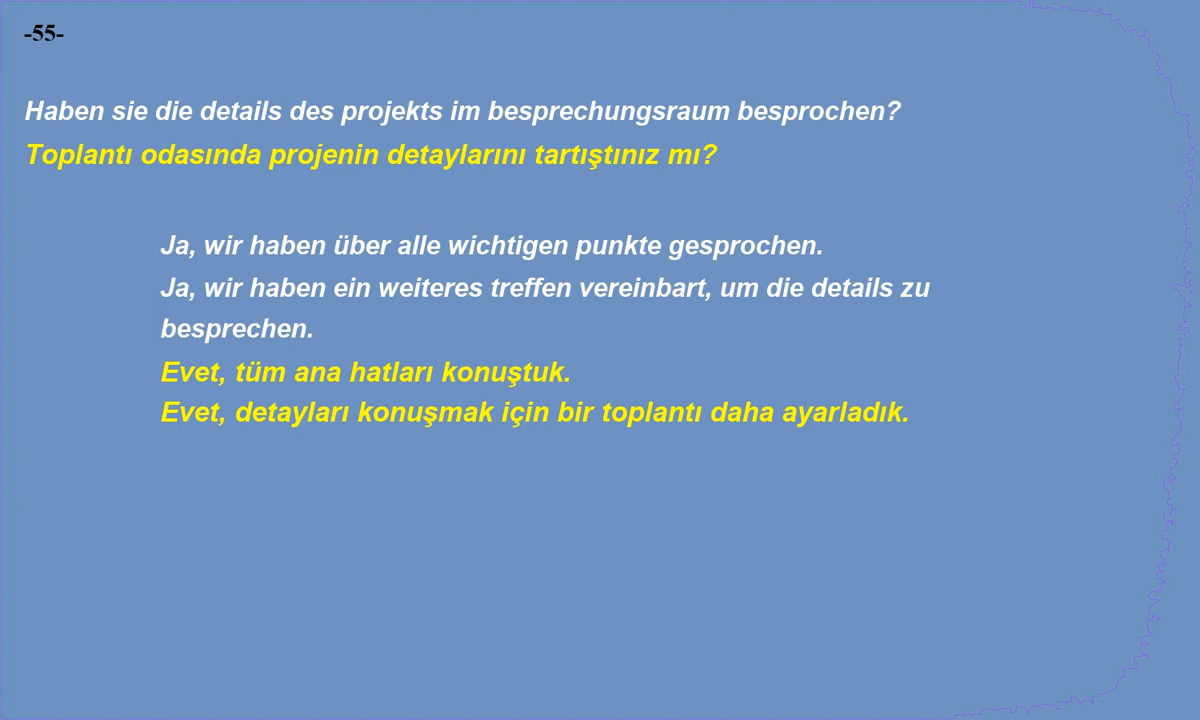 -55-
Haben sie die details des projekts im besprechungsraum besprochen?
Toplantı odasında projenin detaylarını tartıştınız mı?
Ja, wir haben über alle wichtigen punkte gesprochen.
Ja, wir haben ein weiteres treffen vereinbart, um die details zu
besprechen.
Evet, tüm ana hatları konuştuk.
Evet, detayları konuşmak için bir toplantı daha ayarladık.